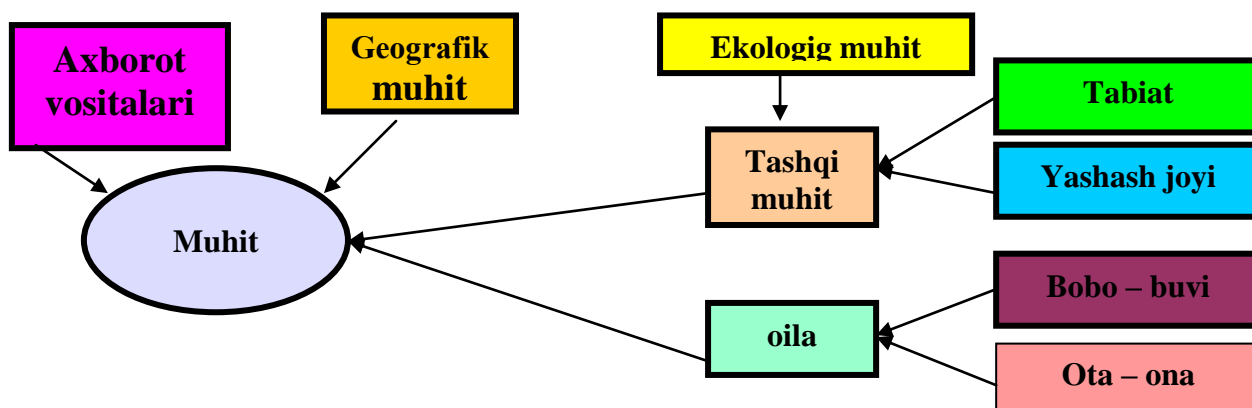 Axborot
vositalari
Geografik
muhit
Ekologig muhit
Tabiat
Tashqi
muhit
Yashash joyi
Muhit
Bobo – buvi
oila
Ota – ona